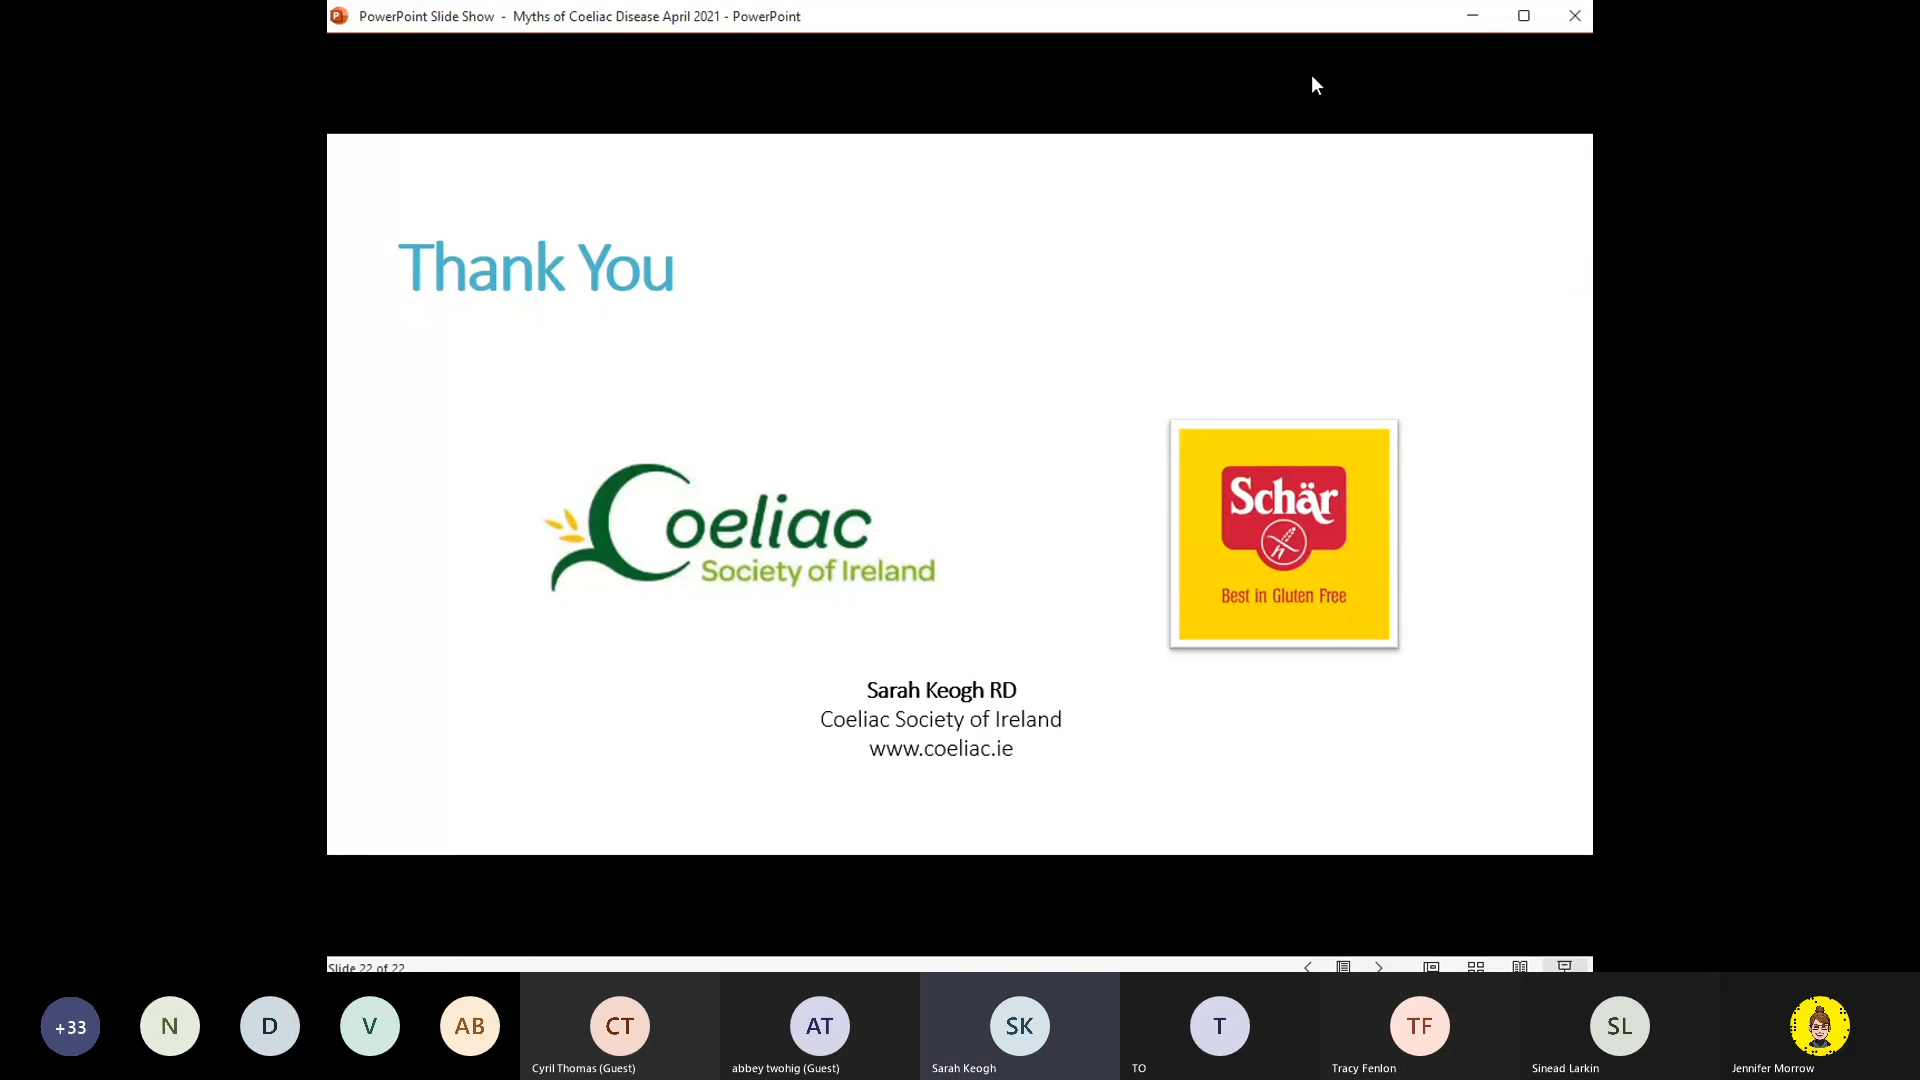 PowerPoint Slide Show - Myths of Coeliac Disease April 2021 - PowerPoint
Thank You
Coeliac
Society of Ireland
Schär
Best in Gluten Free
Sarah Keogh RD
Coeliac Society of Ireland
www.coeliac.ie
Slide 22 of 22
+33
N
D
V
AB
CT
AT
SK
T
TF
SL
Cyril Thomas (Guest)
abbey twohig (Guest)
Sarah Keogh
TO
Tracy Fenlon
Sinead Larkin
Jennifer Morrow